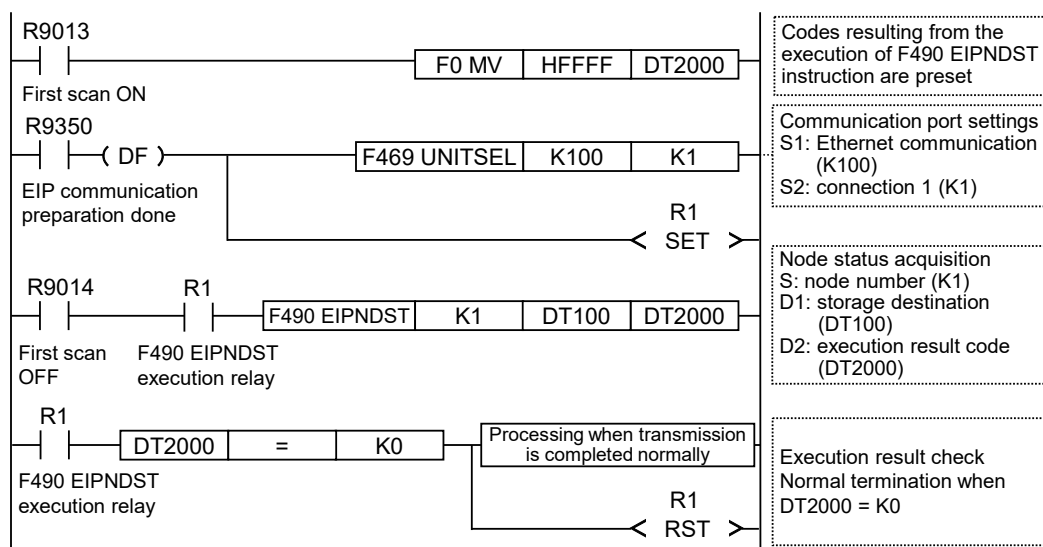 R9013
F0 MV HFFFF DT2000
First scan ON
Codes resulting from the
execution of F490 EIPNDST
instruction are preset
R9350
( DF )
F469 UNITSEL K100 K1
EIP communication
preparation done
R1
SET
Communication port settings
S1: Ethernet communication
(K100)
S2: connection 1 (K1)
R9014 R1
F490 EIPNDST K1 DT100 DT2000
First scan
OFF
F490 EIPNDST
execution relay
Node status acquisition
S: node number (K1)
D1: storage destination
(DT100)
D2: execution result code
(DT2000)
R1
DT2000 = K0
Processing when transmission
is completed normally
F490 EIPNDST
execution relay
R1
RST
Execution result check
Normal termination when
DT2000 = K0